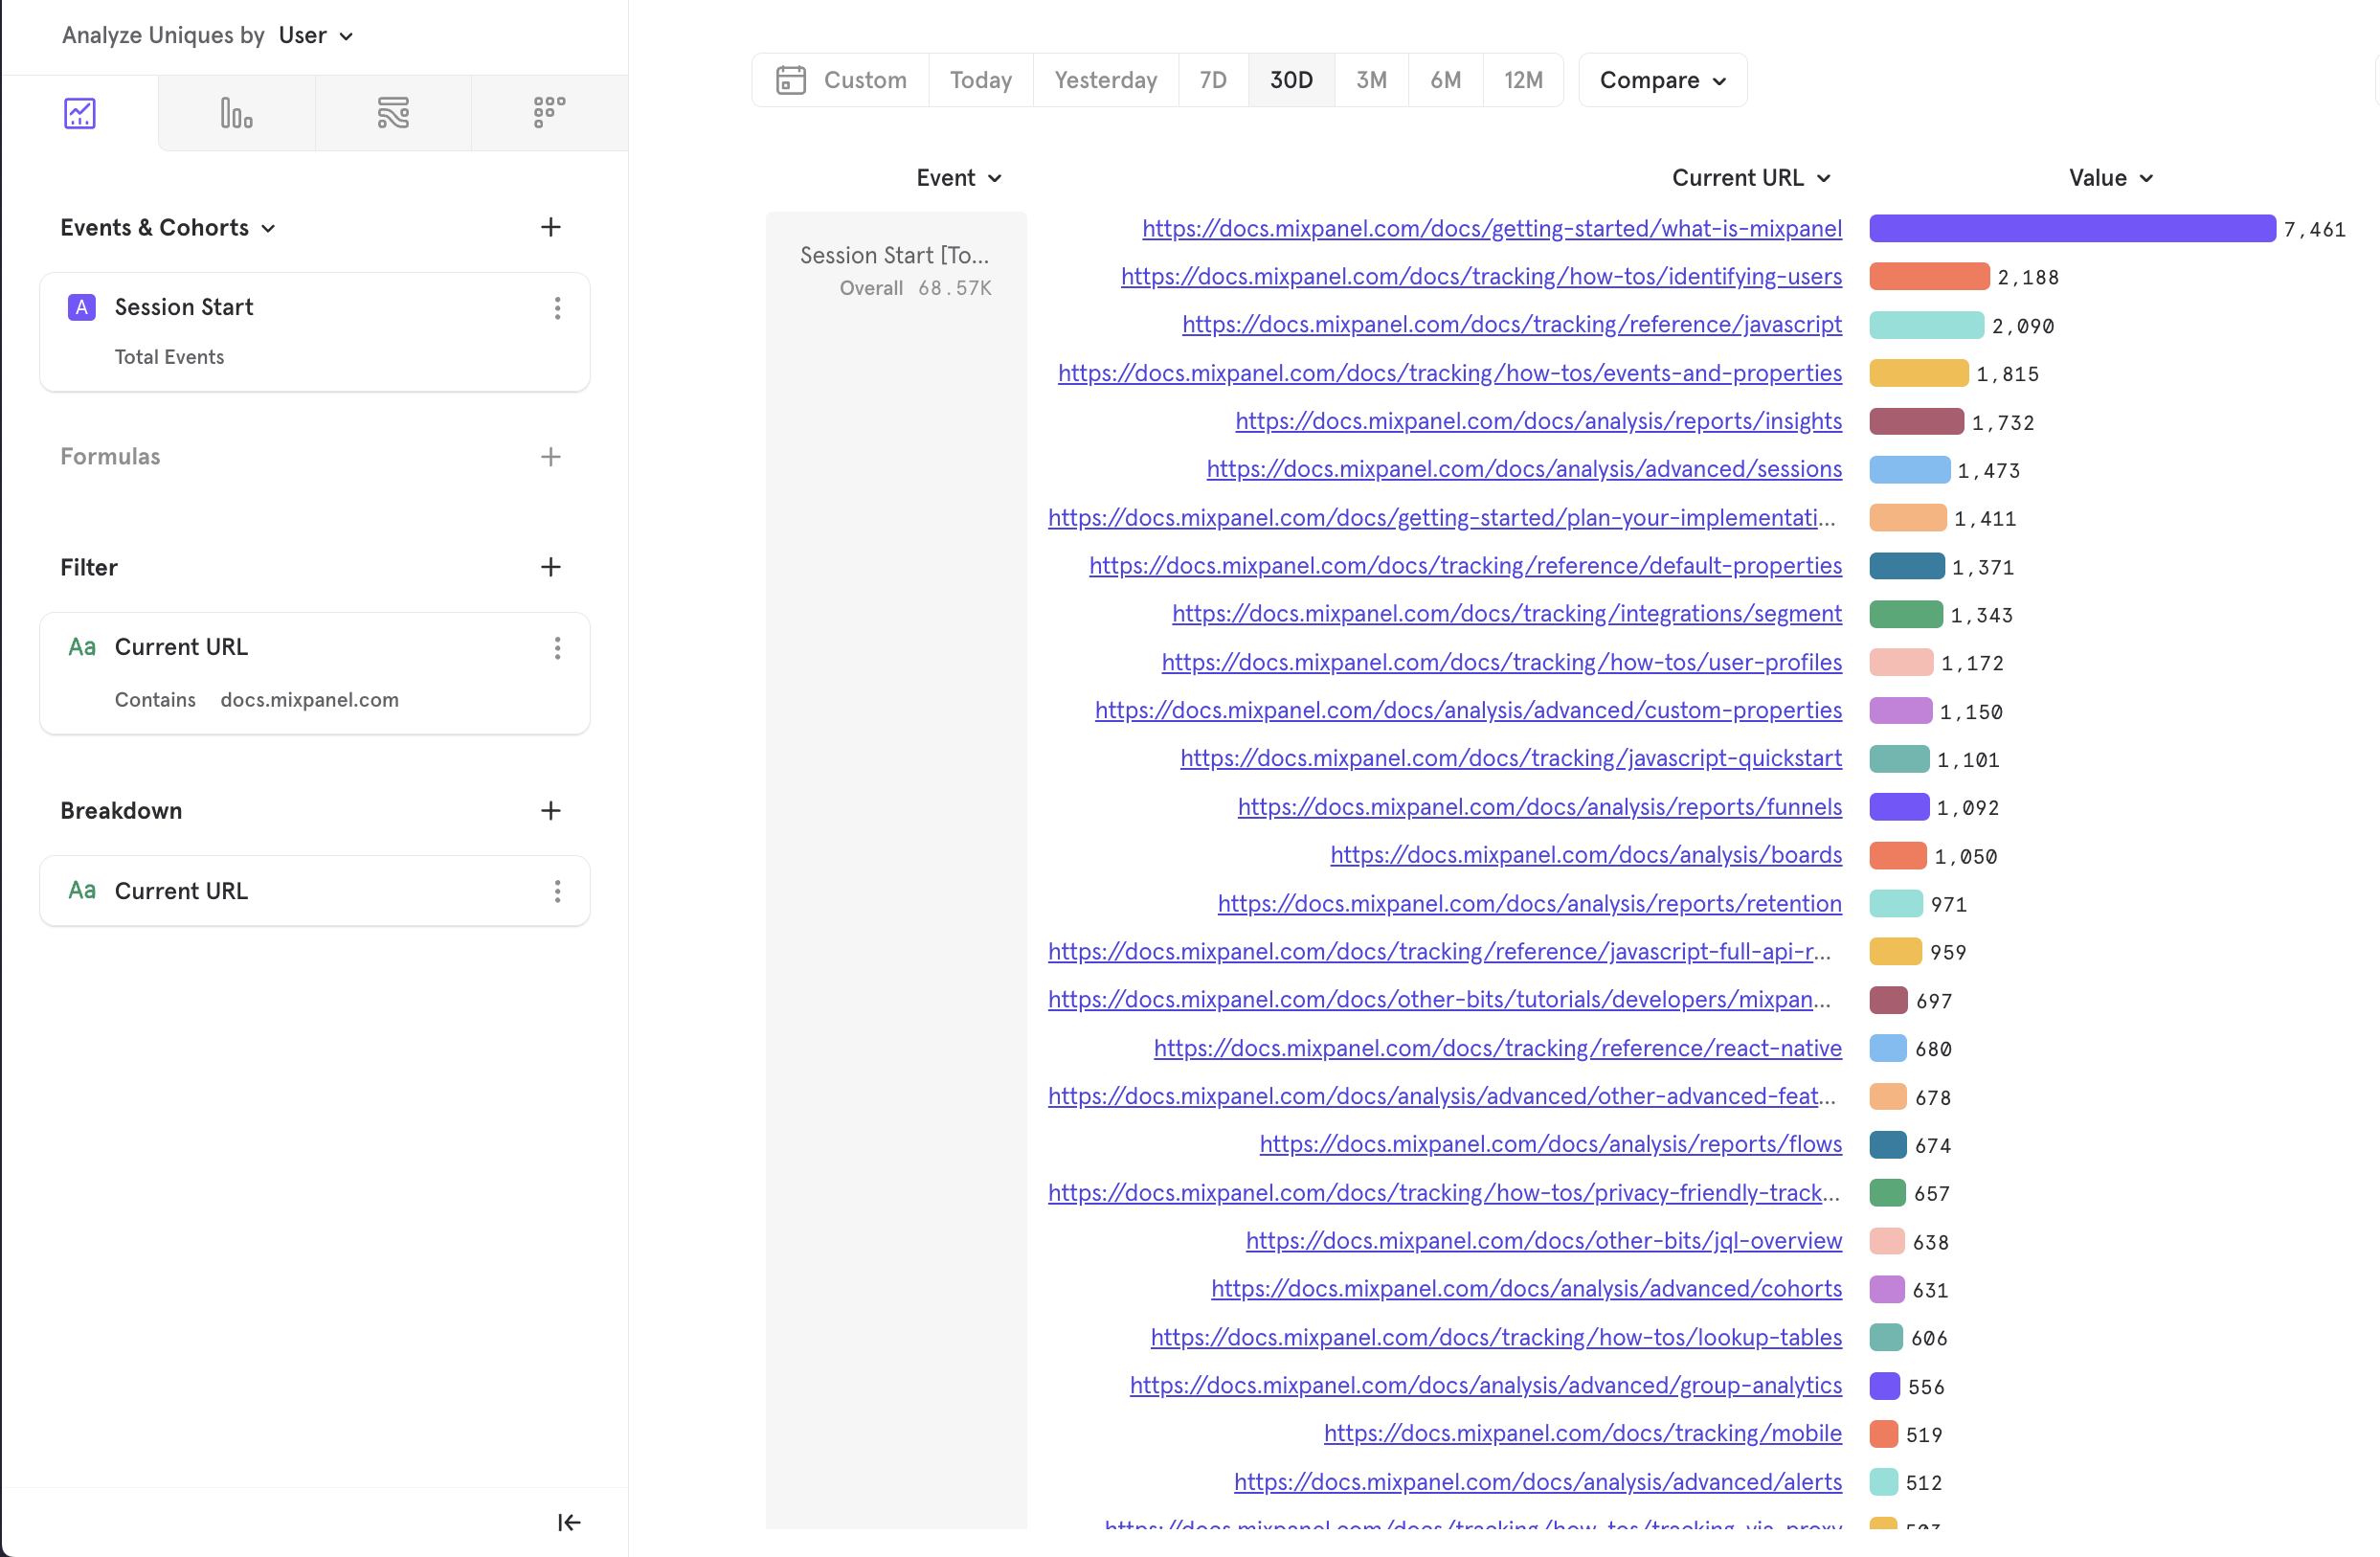 Analyze Uniques by User
Custom Today Yesterday 7D 30D 3M 6M 12M Compare
Events & Cohorts
A Session Start
Total Events
Formulas
Filter
Aa Current URL
Contains docs.mixpanel.com
Breakdown
Aa Current URL
Event Current URL Value
Session Start [To...
Overall 68.57K
https://docs.mixpanel.com/docs/getting-started/what-is-mixpanel 7,461
https://docs.mixpanel.com/docs/tracking/how-tos/identifying-users 2,188
https://docs.mixpanel.com/docs/tracking/reference/javascript 2,090
https://docs.mixpanel.com/docs/tracking/how-tos/events-and-properties 1,815
https://docs.mixpanel.com/docs/analysis/reports/insights 1,732
https://docs.mixpanel.com/docs/analysis/advanced/sessions 1,473
https://docs.mixpanel.com/docs/getting-started/plan-your-implementati... 1,411
https://docs.mixpanel.com/docs/tracking/reference/default-properties 1,371
https://docs.mixpanel.com/docs/tracking/integrations/segment 1,343
https://docs.mixpanel.com/docs/tracking/how-tos/user-profiles 1,172
https://docs.mixpanel.com/docs/analysis/advanced/custom-properties 1,150
https://docs.mixpanel.com/docs/tracking/javascript-quickstart 1,101
https://docs.mixpanel.com/docs/analysis/reports/funnels 1,092
https://docs.mixpanel.com/docs/analysis/boards 1,050
https://docs.mixpanel.com/docs/analysis/reports/retention 971
https://docs.mixpanel.com/docs/tracking/reference/javascript-full-api-r... 959
https://docs.mixpanel.com/docs/other-bits/tutorials/developers/mixpan... 697
https://docs.mixpanel.com/docs/tracking/reference/react-native 680
https://docs.mixpanel.com/docs/analysis/advanced/other-advanced-feat... 678
https://docs.mixpanel.com/docs/analysis/reports/flows 674
https://docs.mixpanel.com/docs/tracking/how-tos/privacy-friendly-track... 657
https://docs.mixpanel.com/docs/other-bits/jql-overview 638
https://docs.mixpanel.com/docs/analysis/advanced/cohorts 631
https://docs.mixpanel.com/docs/tracking/how-tos/lookup-tables 606
https://docs.mixpanel.com/docs/analysis/advanced/group-analytics 556
https://docs.mixpanel.com/docs/tracking/mobile 519
https://docs.mixpanel.com/docs/analysis/advanced/alerts 512
https://docs.mixpanel.com/docs/tracking/how-tos/tracking-via-proxy